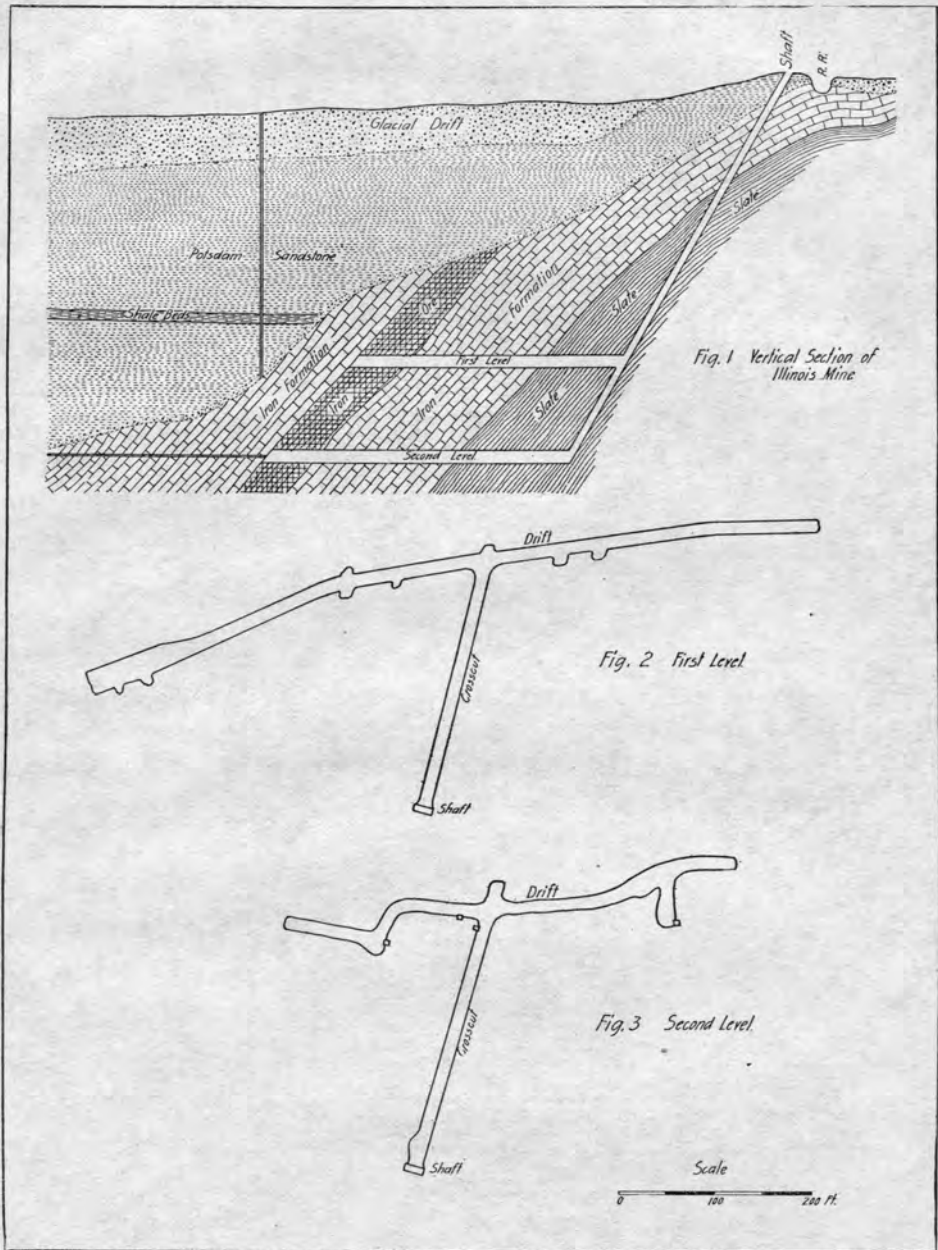 Shaft
R. R.
Glacial Drift
Slate
Potsdam Sandstone
Ore
Formation
Shale Beds
Slate
Iron Formation
First Level
Fig. 1 Vertical Section of
Illinois Mine
Iron
Iron
Slate
Second Level
Drift
Fig. 2 First Level.
Crosscut
Shaft
Drift
Crosscut
Fig. 3 Second Level.
Shaft
Scale
0 100 200 Ft.